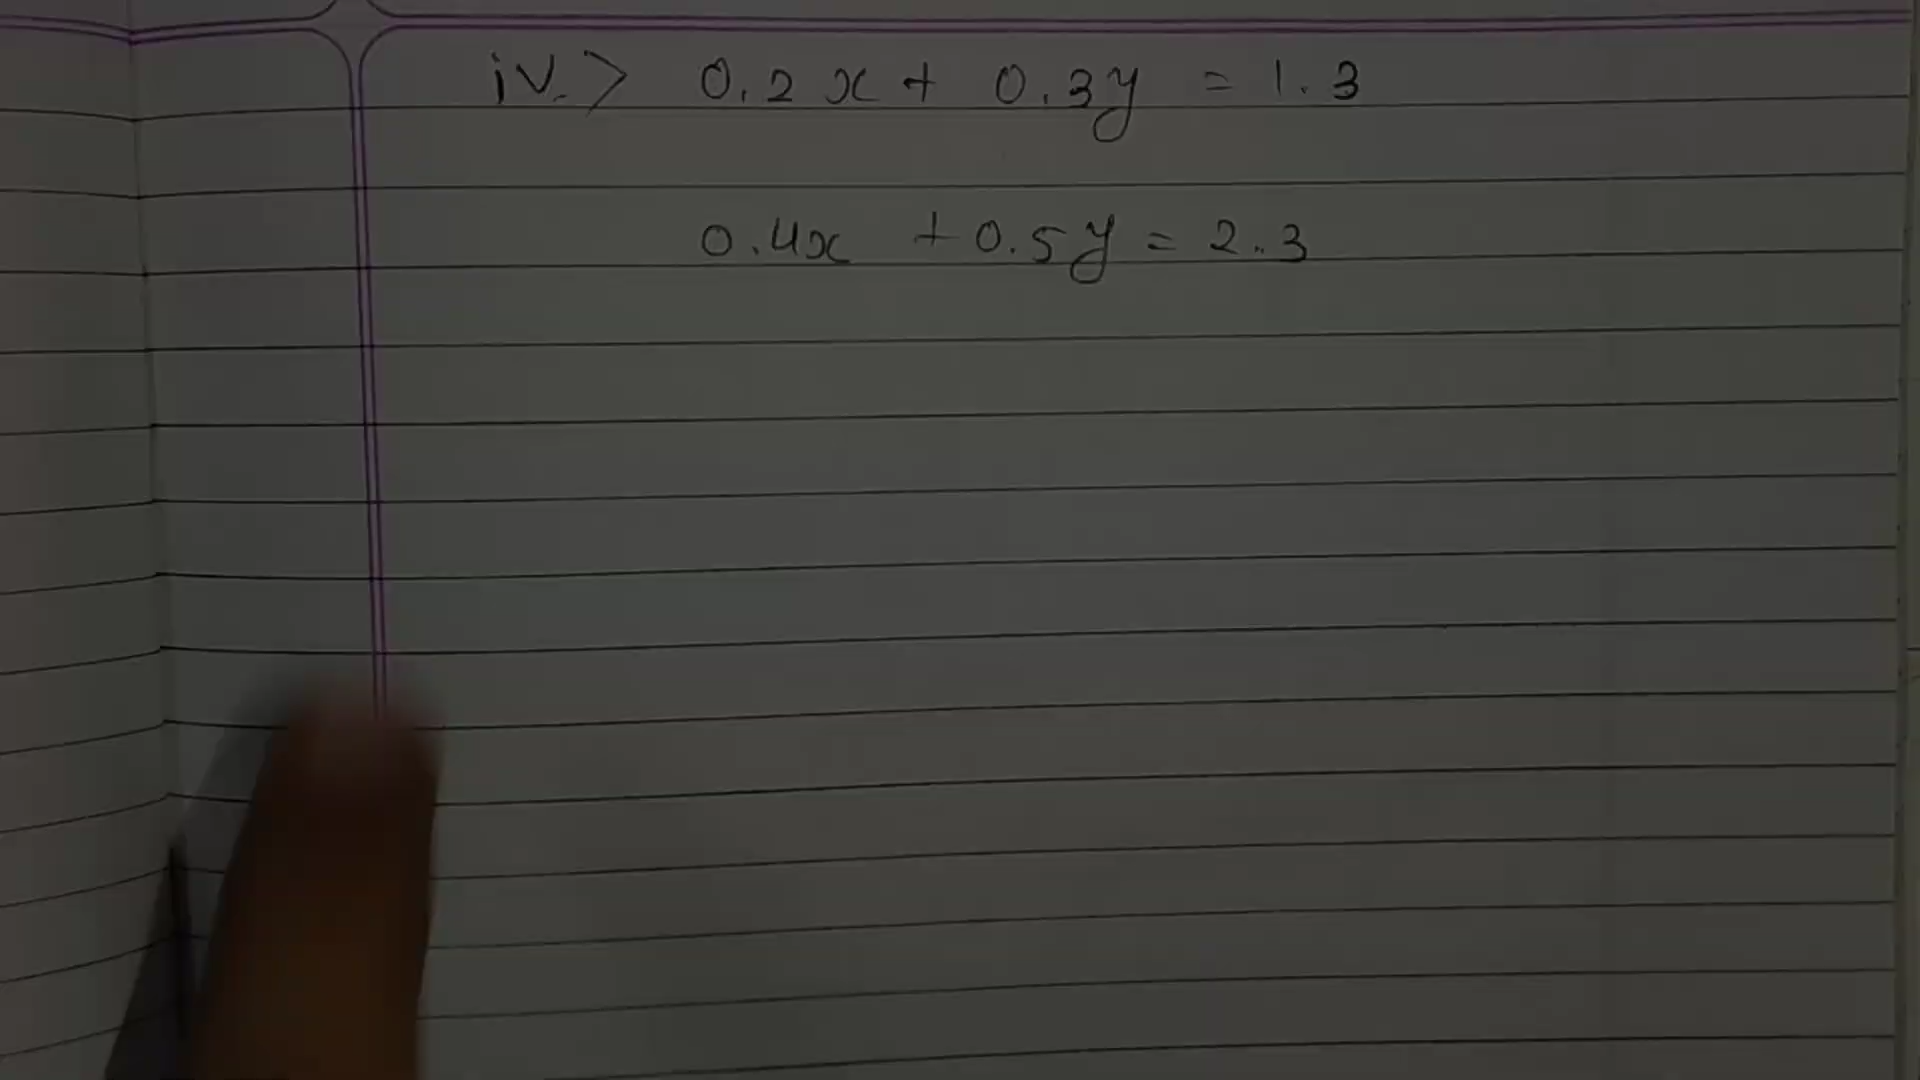 iv.> 0.2x + 0.3y = 1.3
0.4x + 0.5y = 2.3